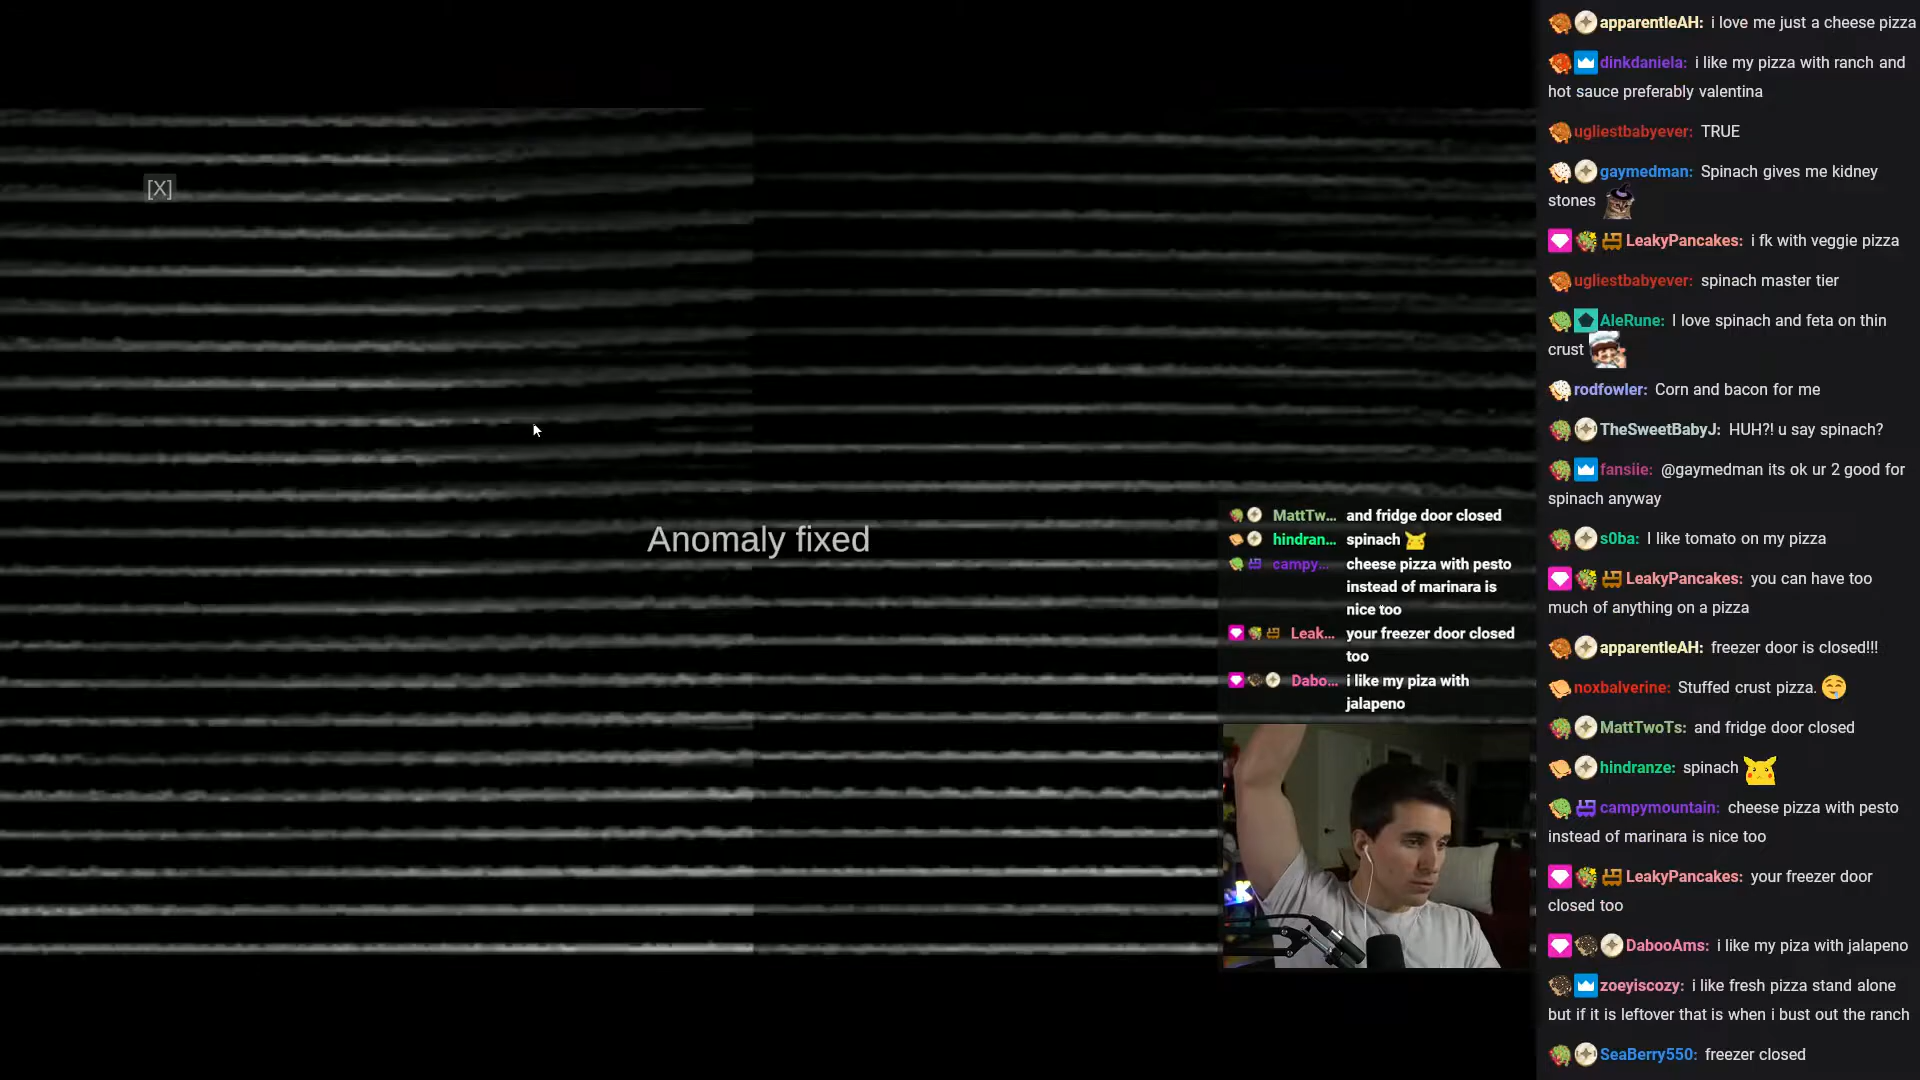 [X]
Anomaly fixed
MattTw... and fridge door closed
hindran... spinach
campy... cheese pizza with pesto
instead of marinara is
nice too
Leak... your freezer door closed
too
Daboo... i like my piza with
jalapeno
apparentleAH: i love me just a cheese pizza
dinkdaniela: i like my pizza with ranch and
hot sauce preferably valentina
ugliestbabyever: TRUE
gaymedman: Spinach gives me kidney
stones
LeakyPancakes: i fk with veggie pizza
ugliestbabyever: spinach master tier
AleRune: I love spinach and feta on thin
crust
rodfowler: Corn and bacon for me
TheSweetBabyJ: HUH?! u say spinach?
fansiie: @gaymedman its ok ur 2 good for
spinach anyway
s0ba: I like tomato on my pizza
LeakyPancakes: you can have too
much of anything on a pizza
apparentleAH: freezer door is closed!!!
noxbalverine: Stuffed crust pizza.
MattTwoTs: and fridge door closed
hindranze: spinach
campymountain: cheese pizza with pesto
instead of marinara is nice too
LeakyPancakes: your freezer door
closed too
DabooAms: i like my piza with jalapeno
zoeyiscozy: i like fresh pizza stand alone
but if it is leftover that is when i bust out the ranch
SeaBerry550: freezer closed